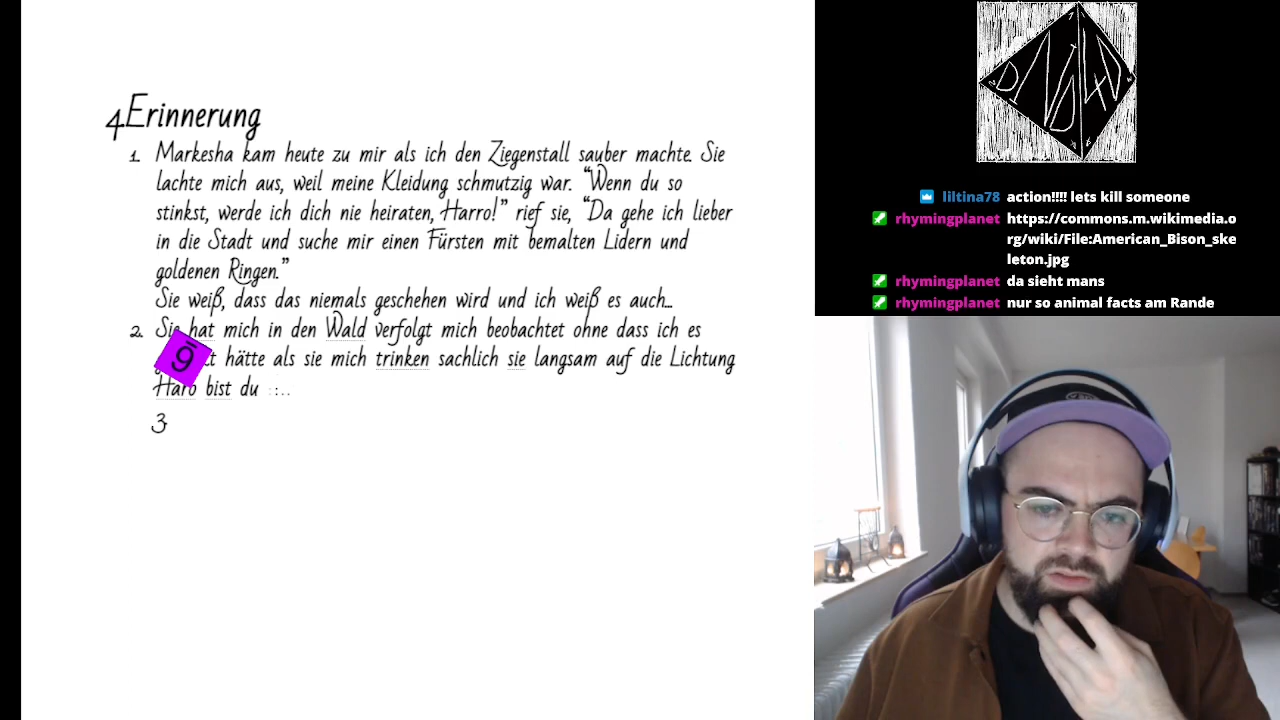 4. Erinnerung
1. Markesha kam heute zu mir als ich den Ziegenstall sauber machte. Sie
lachte mich aus, weil meine Kleidung schmutzig war. “Wenn du so
stinkst, werde ich dich nie heiraten, Harro!” rief sie, “Da gehe ich lieber
in die Stadt und suche mir einen Fürsten mit bemalten Lidern und
goldenen Ringen.”
Sie weiß, dass das niemals geschehen wird und ich weiß es auch...
2. Sie hat mich in den Wald verfolgt mich beobachtet ohne dass ich es
hätte als sie mich trinken sachlich sie langsam auf die Lichtung
Haro bist du
3
9
liltina78 action!!!! lets kill someone
rhymingplanet https://commons.m.wikimedia.o
rg/wiki/File:American_Bison_ske
leton.jpg
rhymingplanet da sieht mans
rhymingplanet nur so animal facts am Rande